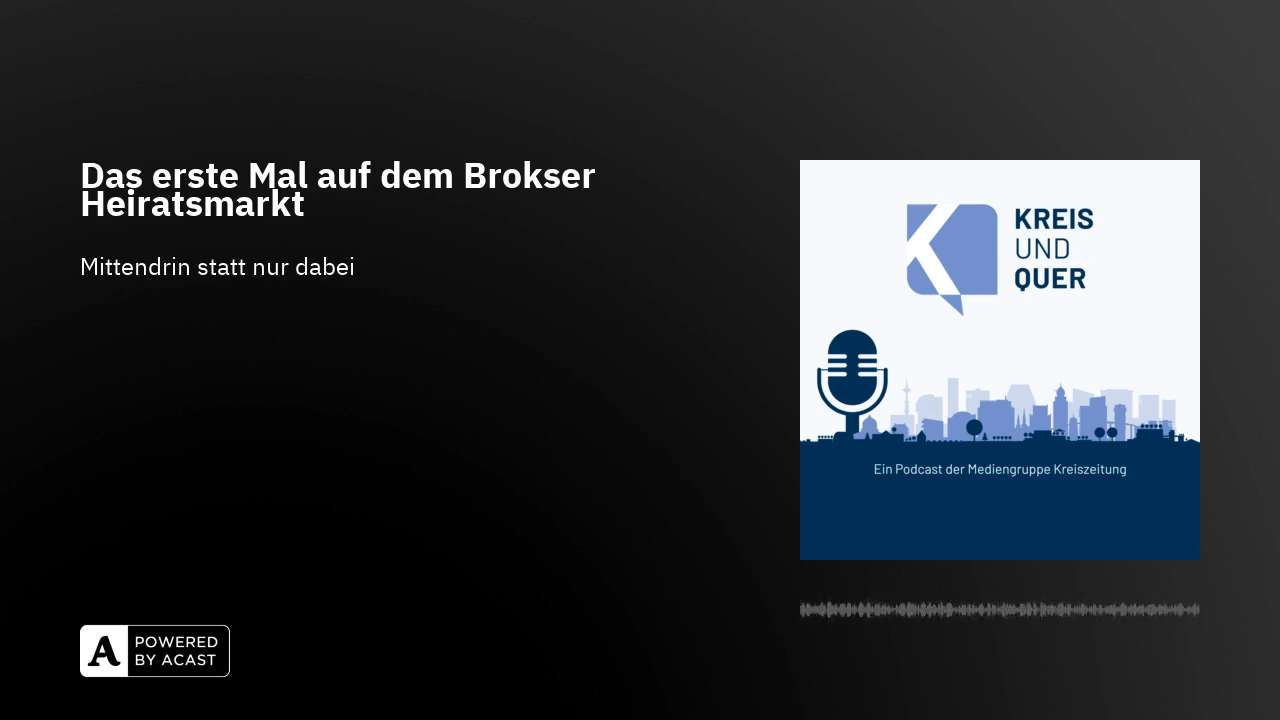 Das erste Mal auf dem Brokser
Heiratsmarkt
Mittendrin statt nur dabei
KREIS
UND
QUER
Ein Podcast der Mediengruppe Kreiszeitung
A
POWERED
BY ACAST